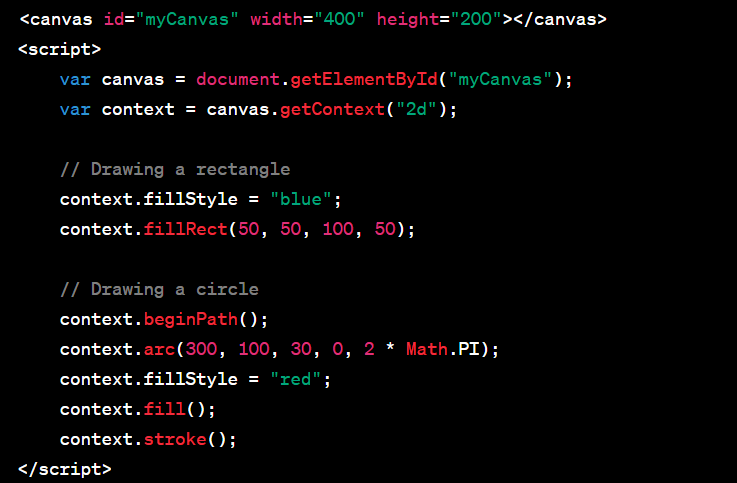 <canvas id="myCanvas" width="400" height="200"></canvas>
<script>
    var canvas = document.getElementById("myCanvas");
    var context = canvas.getContext("2d");

    // Drawing a rectangle
    context.fillStyle = "blue";
    context.fillRect(50, 50, 100, 50);

    // Drawing a circle
    context.beginPath();
    context.arc(300, 100, 30, 0, 2 * Math.PI);
    context.fillStyle = "red";
    context.fill();
    context.stroke();
</script>